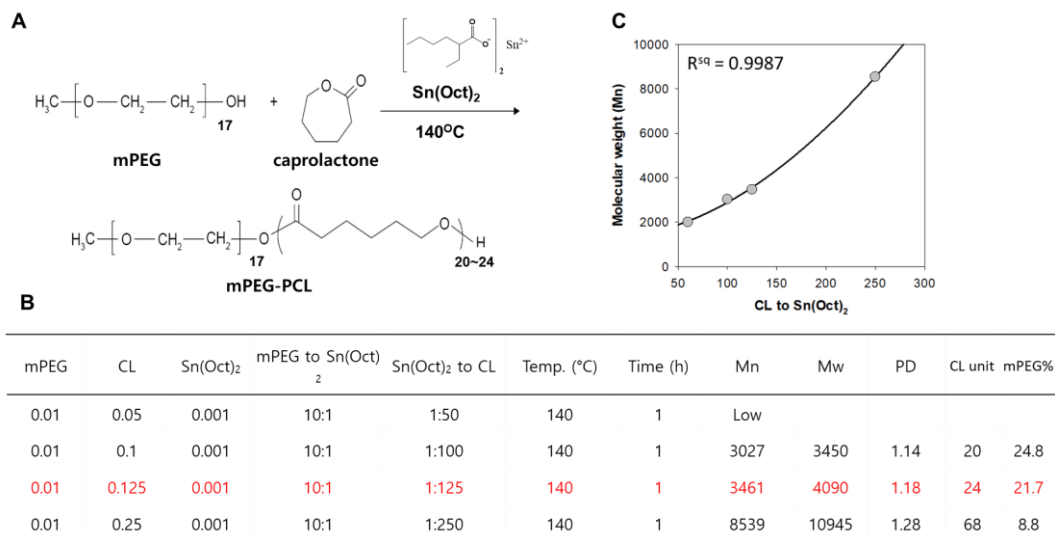 A
O
O⁻ Sn²⁺
2
H₃C—[O—CH₂—CH₂]—OH
17
mPEG
+
O
O
caprolactone
Sn(Oct)₂
140ᴼC
O
H₃C—[O—CH₂—CH₂]—O
17
O
H
20~24
mPEG-PCL
C
Rˢᑫ = 0.9987
Molecular weight (Mn)
10000
8000
6000
4000
2000
0
50 100 150 200 250 300
CL to Sn(Oct)₂
B
mPEG CL Sn(Oct)₂ mPEG to Sn(Oct)₂ Sn(Oct)₂ to CL Temp. (°C) Time (h) Mn Mw PD CL unit mPEG%
0.01 0.05 0.001 10:1 1:50 140 1 Low
0.01 0.1 0.001 10:1 1:100 140 1 3027 3450 1.14 20 24.8
0.01 0.125 0.001 10:1 1:125 140 1 3461 4090 1.18 24 21.7
0.01 0.25 0.001 10:1 1:250 140 1 8539 10945 1.28 68 8.8